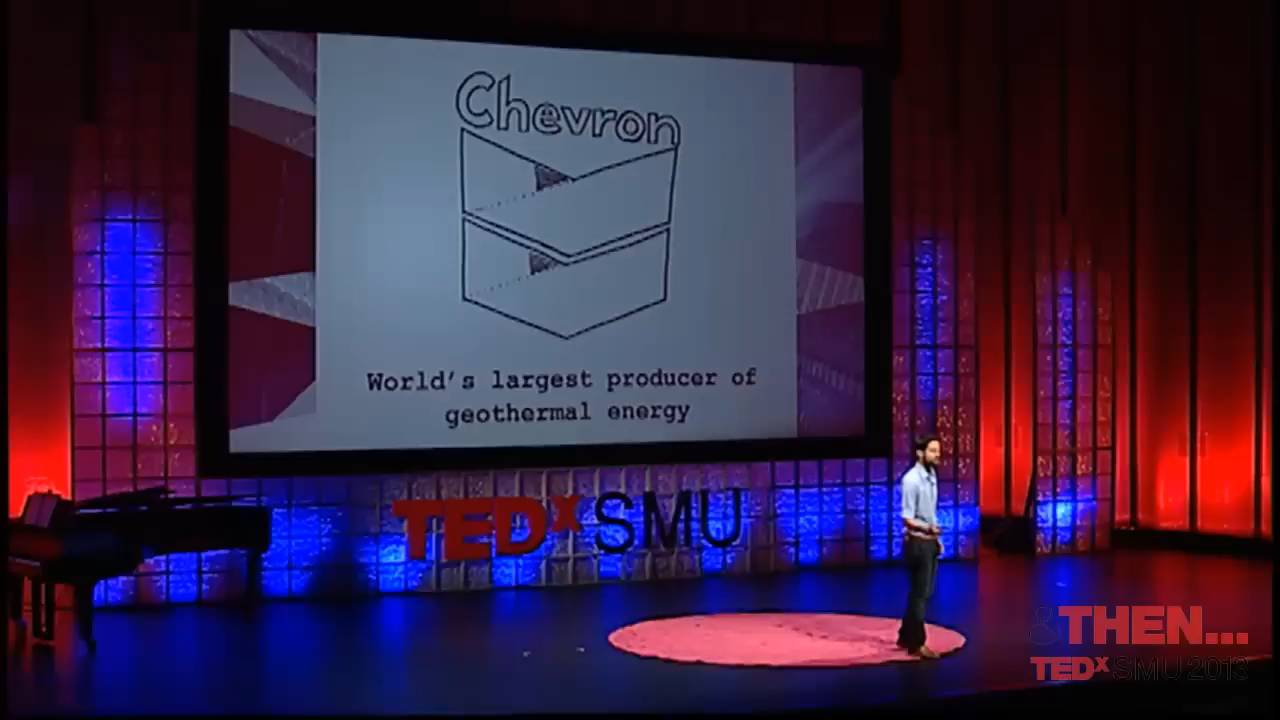 Chevron
World's largest producer of
geothermal energy
TEDxSMU
&THEN...
TEDxSMU 2013